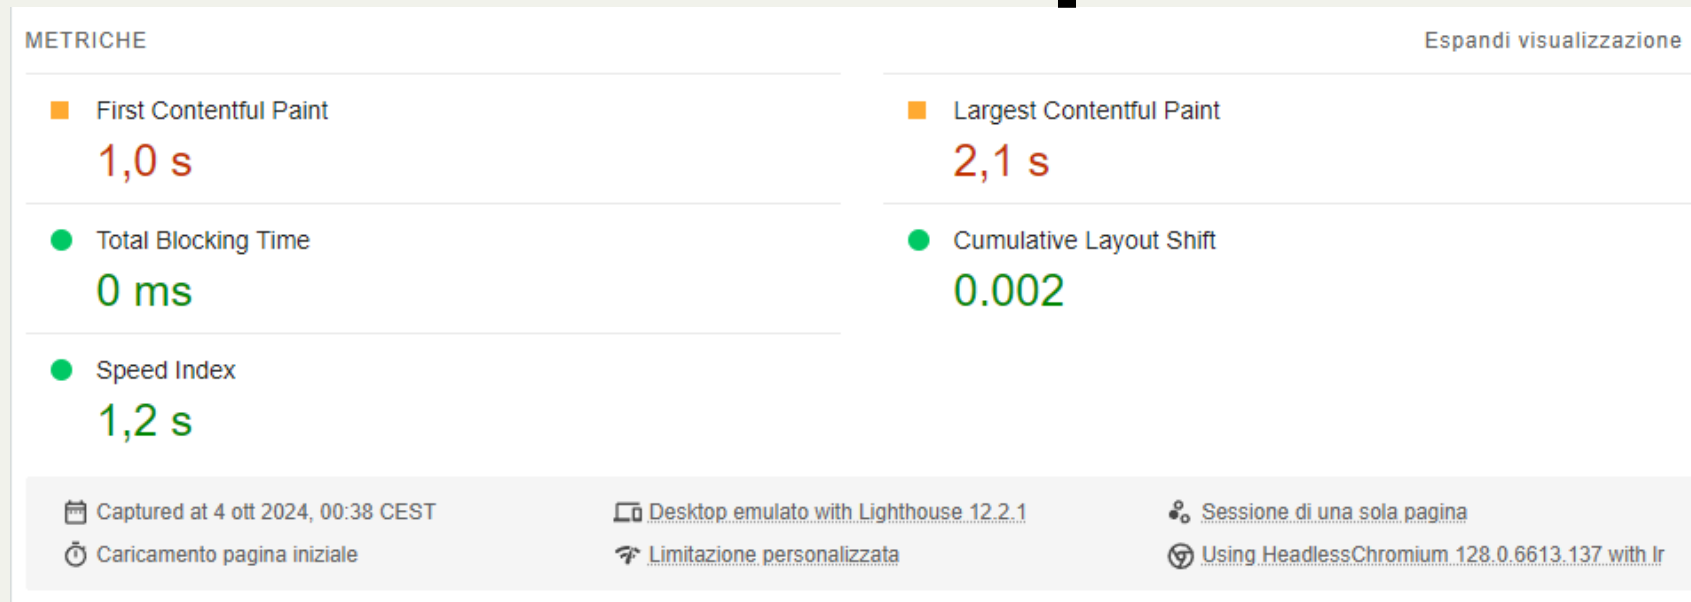 METRICHE
Espandi visualizzazione
First Contentful Paint
1,0 s
Largest Contentful Paint
2,1 s
Total Blocking Time
0 ms
Cumulative Layout Shift
0.002
Speed Index
1,2 s
Captured at 4 ott 2024, 00:38 CEST
Desktop emulato with Lighthouse 12.2.1
Sessione di una sola pagina
Caricamento pagina iniziale
Limitazione personalizzata
Using HeadlessChromium 128.0.6613.137 with lr